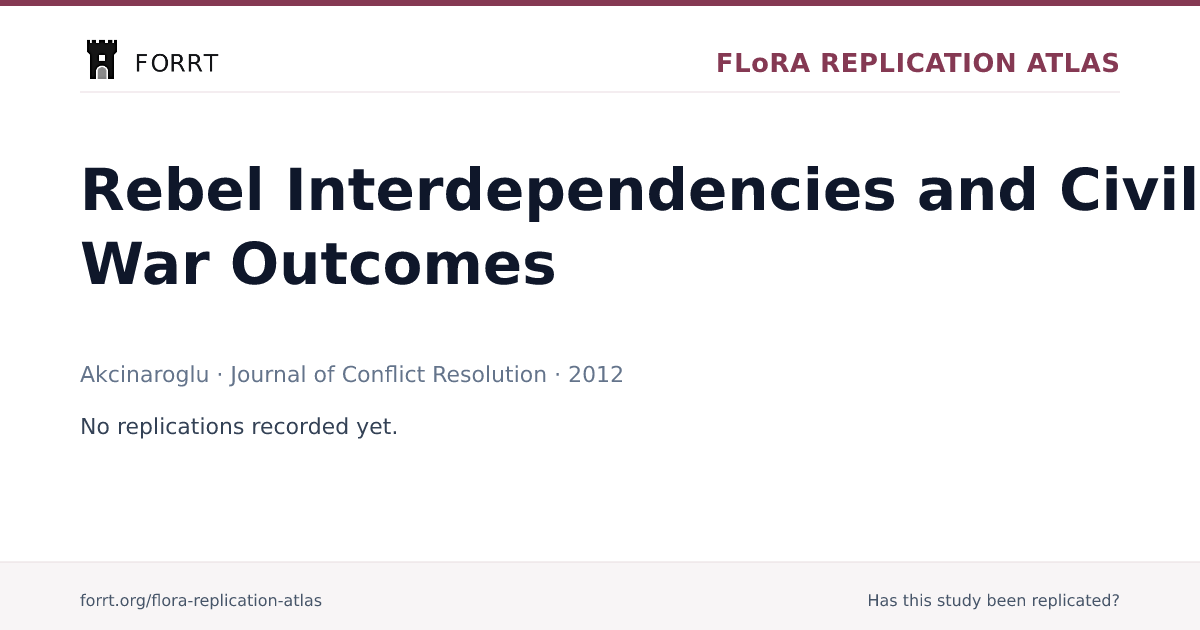 FORRT
FLoRA REPLICATION ATLAS
Rebel Interdependencies and Civil
War Outcomes
Akcinaroglu · Journal of Conflict Resolution · 2012
No replications recorded yet.
forrt.org/flora-replication-atlas
Has this study been replicated?